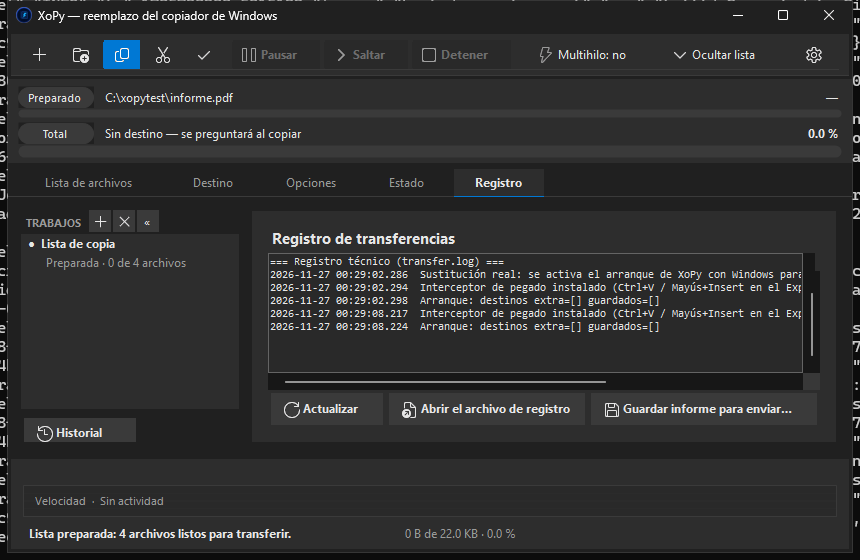 XoPy — reemplazo del copiador de Windows
Pausar
Saltar
Detener
Multihilo: no
Ocultar lista
Preparado
C:\xopytest\informe.pdf
—
Total
Sin destino — se preguntará al copiar
0.0 %
Lista de archivos
Destino
Opciones
Estado
Registro
TRABAJOS
«
Lista de copia
Preparada · 0 de 4 archivos
Historial
Registro de transferencias
=== Registro técnico (transfer.log) ===
2026-11-27 00:29:02.286  Sustitución real: se activa el arranque de XoPy con Windows para
2026-11-27 00:29:02.294  Interceptor de pegado instalado (Ctrl+V / Mayús+Insert en el Exp
2026-11-27 00:29:02.298  Arranque: destinos extra=[] guardados=[]
2026-11-27 00:29:08.217  Interceptor de pegado instalado (Ctrl+V / Mayús+Insert en el Exp
2026-11-27 00:29:08.224  Arranque: destinos extra=[] guardados=[]
Actualizar
Abrir el archivo de registro
Guardar informe para enviar...
Velocidad · Sin actividad
Lista preparada: 4 archivos listos para transferir.
0 B de 22.0 KB · 0.0 %